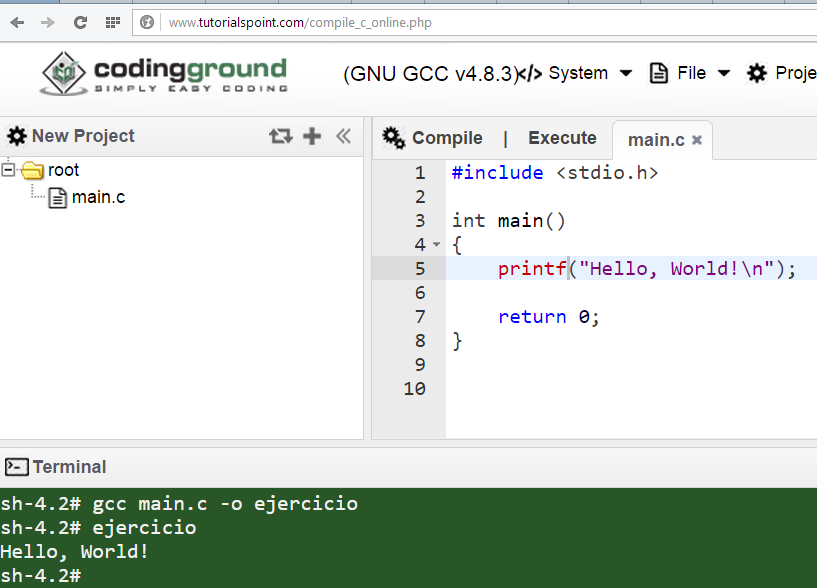 www.tutorialspoint.com/compile_c_online.php
codingground
SIMPLY EASY CODING
(GNU GCC v4.8.3)</> System File Proje
New Project
root
main.c
Compile | Execute main.c
1 #include <stdio.h>
2
3 int main()
4 {
5 printf("Hello, World!\n");
6
7 return 0;
8 }
9
10
Terminal
sh-4.2# gcc main.c -o ejercicio
sh-4.2# ejercicio
Hello, World!
sh-4.2#